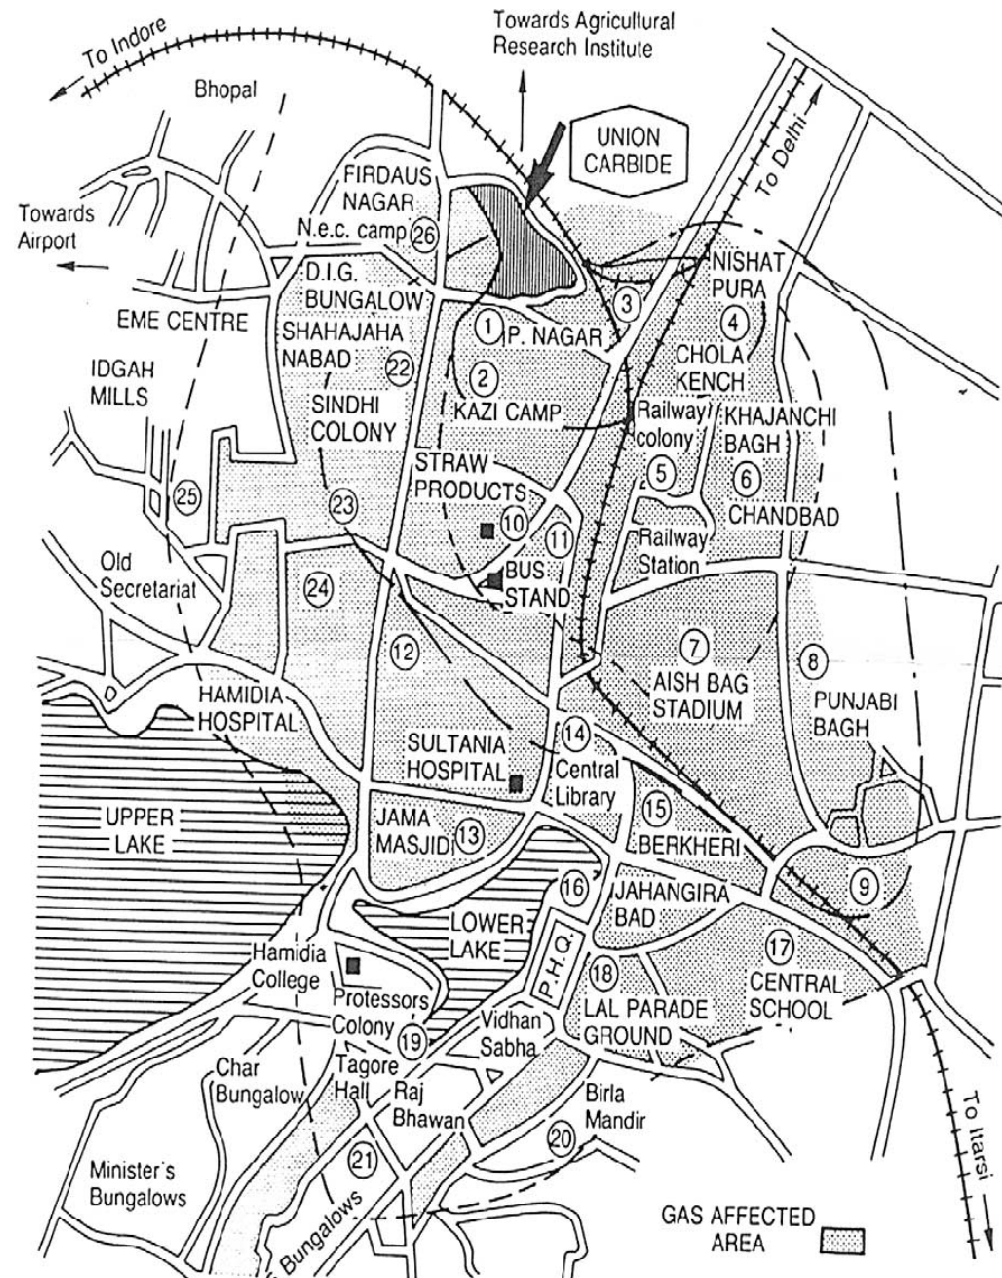 Towards Agricultural
Research Institute
To Indore
Bhopal
UNION
CARBIDE
To Delhi
FIRDAUS
NAGAR
N.e.c. camp 26
Towards
Airport
D.I.G.
BUNGALOW
NISHAT
PURA
3
4
EME CENTRE
SHAHAJAHA
NABAD
1 P. NAGAR
22
2
CHOLA
KENCH
IDGAH
MILLS
SINDHI
COLONY
KAZI CAMP
Railway
colony
KHAJANCHI
BAGH
STRAW
PRODUCTS
5
6
25
23
10
11
CHANDBAD
Railway
Station
Old
Secretariat
BUS
STAND
24
12
7
8
AISH BAG
STADIUM
HAMIDIA
HOSPITAL
PUNJABI
BAGH
SULTANIA
HOSPITAL
14
Central
Library
UPPER
LAKE
JAMA
MASJID
13
15
BERKHERI
16
9
JAHANGIRA
BAD
LOWER
LAKE
P.H.Q.
17
CENTRAL
SCHOOL
Hamidia
College
18
LAL PARADE
GROUND
Protessors
Colony
19
Vidhan
Sabha
Char
Bungalow
Tagore
Hall
Raj
Bhawan
Birla
Mandir
20
21
Minister's
Bungalows
Bungalows
To Itarsi
GAS AFFECTED
AREA